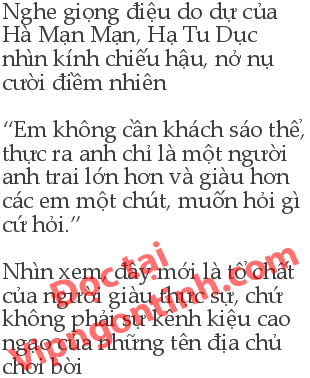 Nghe giọng điệu do dự của
Hà Mạn Mạn, Hạ Tu Dục
nhìn kính chiếu hậu, nở nụ
cười điềm nhiên
“Em không cần khách sáo thế,
thực ra anh chỉ là một người
anh trai lớn hơn và giàu hơn
các em một chút, muốn hỏi gì
cứ hỏi.”
Nhìn xem, đây mới là tố chất
của người giàu thực sự, chứ
không phải sự kênh kiệu cao
ngạo của những tên địa chủ
chơi bời
Đọc tại
Vipngontinh.com